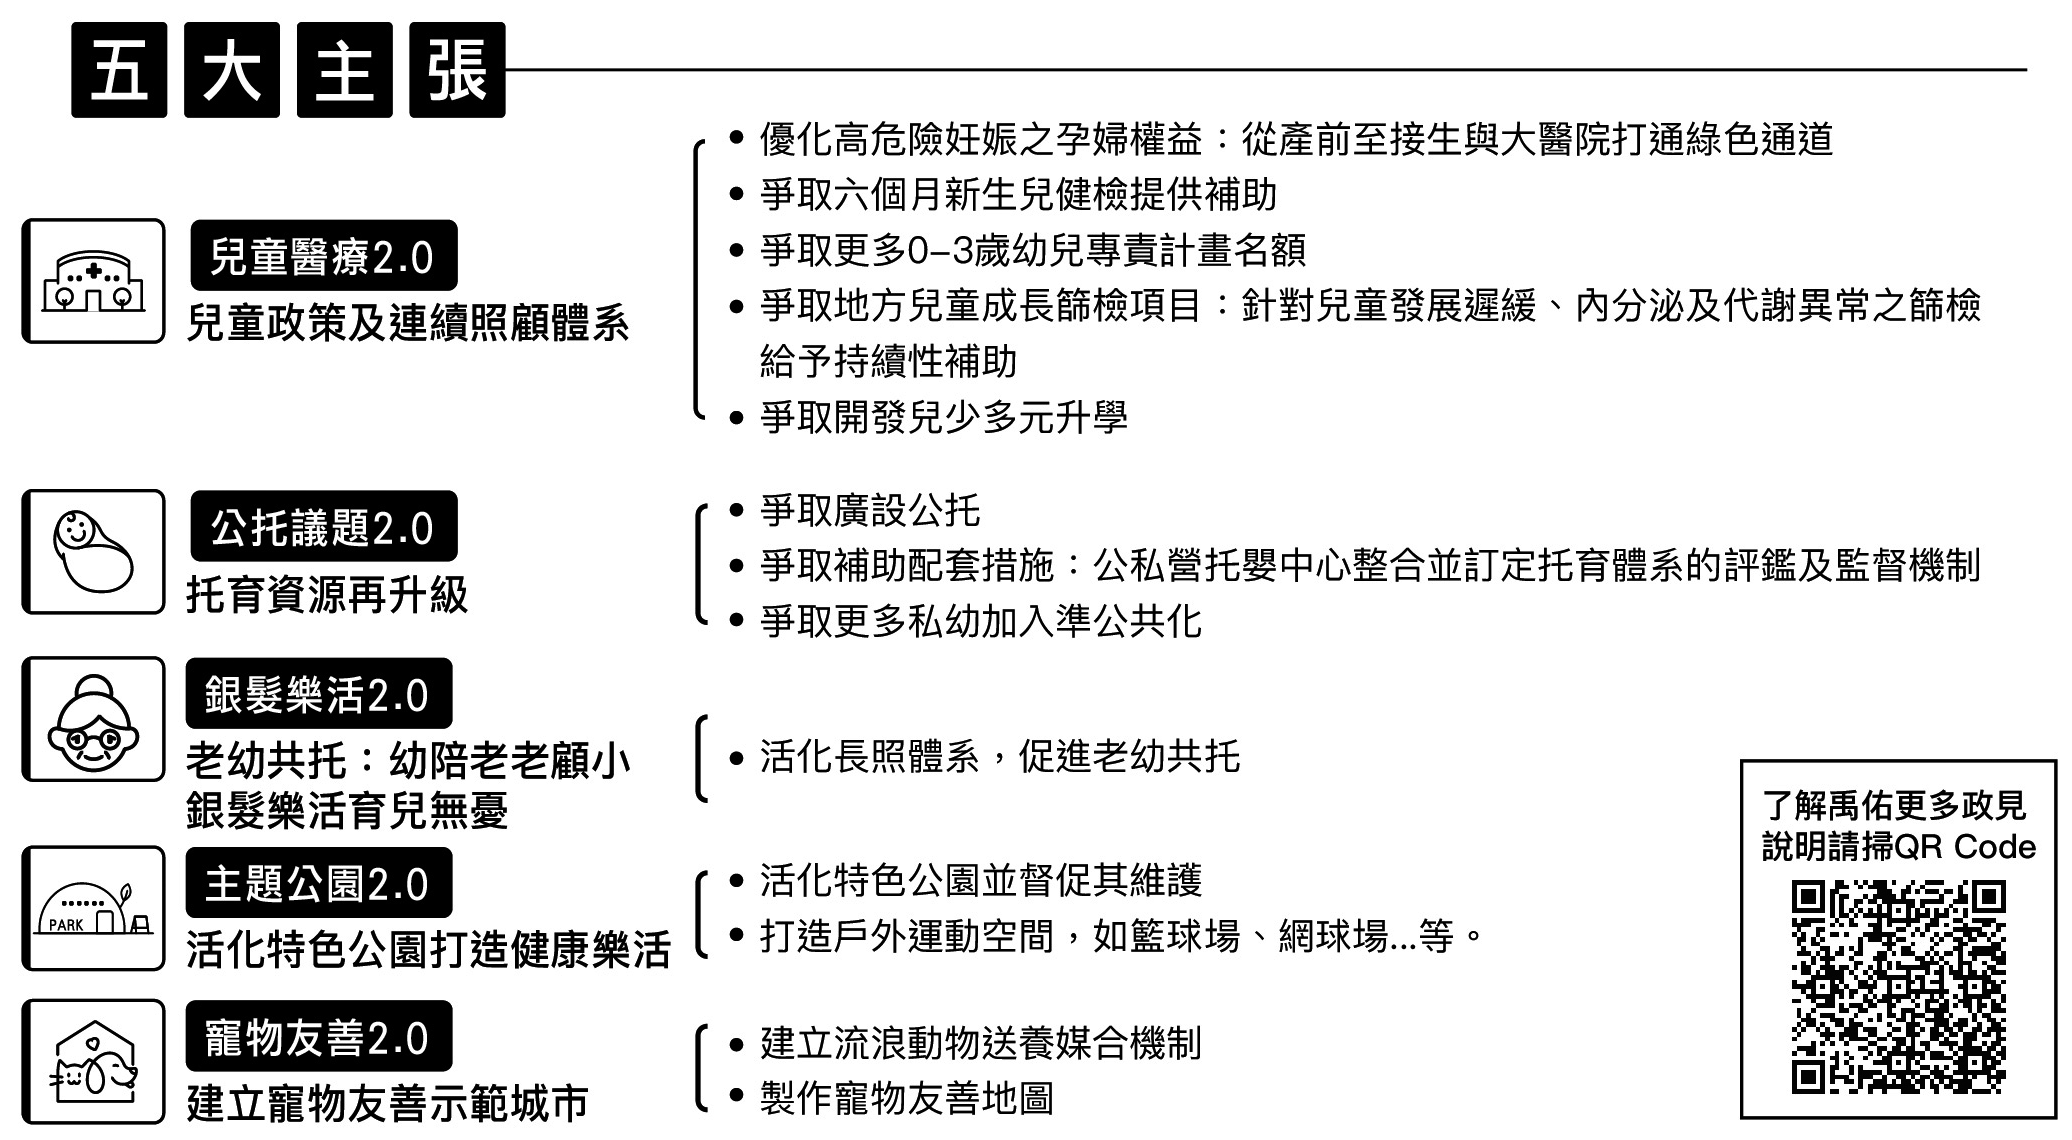 五大主張
兒童醫療2.0
兒童政策及連續照顧體系
• 優化高危險妊娠之孕婦權益：從產前至接生與大醫院打通綠色通道
• 爭取六個月新生兒健檢提供補助
• 爭取更多0–3歲幼兒專責計畫名額
• 爭取地方兒童成長篩檢項目：針對兒童發展遲緩、內分泌及代謝異常之篩檢
給予持續性補助
• 爭取開發兒少多元升學
公托議題2.0
托育資源再升級
• 爭取廣設公托
• 爭取補助配套措施：公私營托嬰中心整合並訂定托育體系的評鑑及監督機制
• 爭取更多私幼加入準公共化
銀髮樂活2.0
老幼共托：幼陪老老顧小
銀髮樂活育兒無憂
• 活化長照體系，促進老幼共托
PARK
主題公園2.0
活化特色公園打造健康樂活
• 活化特色公園並督促其維護
• 打造戶外運動空間，如籃球場、網球場...等。
寵物友善2.0
建立寵物友善示範城市
• 建立流浪動物送養媒合機制
• 製作寵物友善地圖
了解禹佑更多政見
說明請掃QR Code